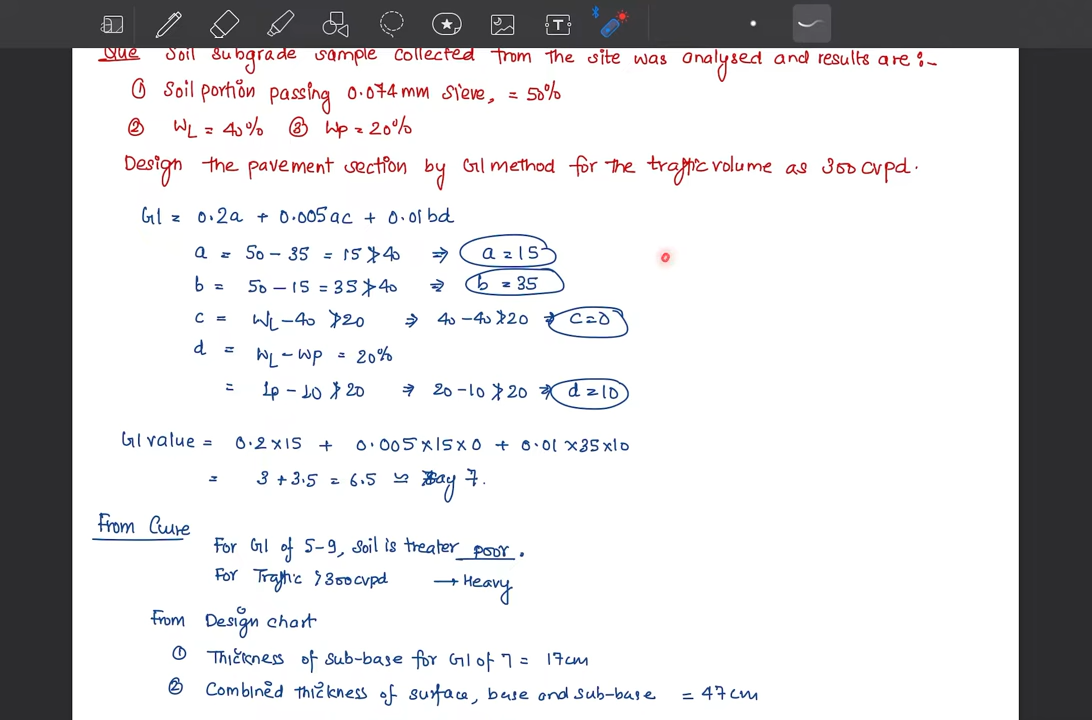 Que Soil subgrade sample collected from the site was analysed and results are :-
① Soil portion passing 0.074mm sieve, = 50%
② WL = 40% ③ Wp = 20%
Design the pavement section by GI method for the traffic volume as 300 cvpd.
GI = 0.2a + 0.005ac + 0.01bd
a = 50 - 35 = 15 ≯ 40 ⇒ a = 15
b = 50 - 15 = 35 ≯ 40 ⇒ b = 35
c = WL - 40 ≯ 20 ⇒ 40 - 40 ≯ 20 ⇒ c = 0
d = WL - Wp = 20%
= Ip - 10 ≯ 20 ⇒ 20 - 10 ≯ 20 ⇒ d = 10
GI value = 0.2×15 + 0.005×15×0 + 0.01×35×10
= 3 + 3.5 = 6.5 ≃ say 7.
From Cure
For GI of 5-9, soil is treater poor.
For Traffic >300cvpd → Heavy
From Design chart
① Thickness of sub-base for GI of 7 = 17cm
② Combined thickness of surface, base and sub-base = 47cm